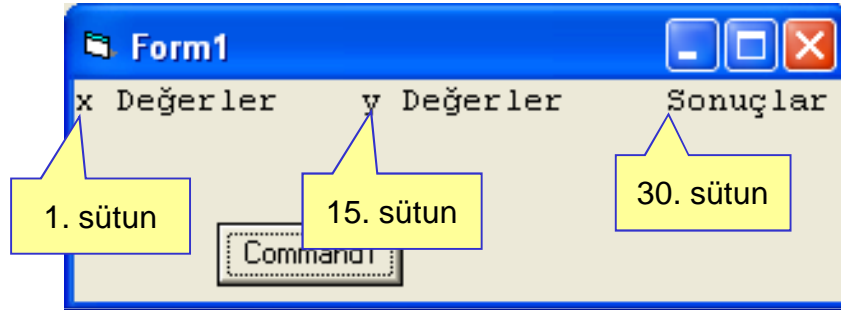 Form1
x Değerler y Değerler Sonuçlar
1. sütun 15. sütun 30. sütun
Command1